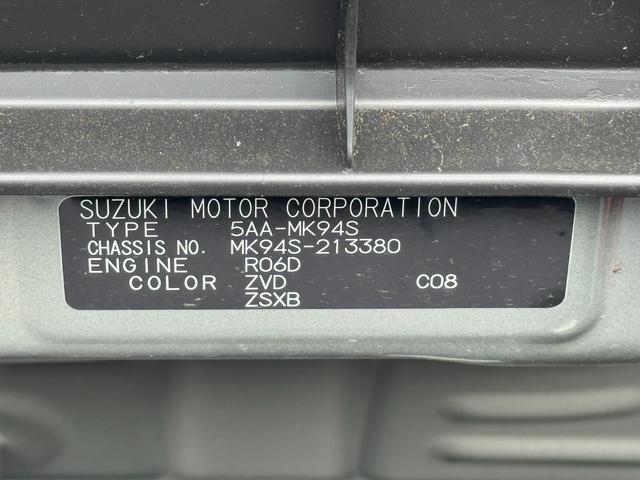 SUZUKI MOTOR CORPORATION
TYPE 5AA-MK94S
CHASSIS NO. MK94S-213380
ENGINE R06D
COLOR ZVD C08
ZSXB